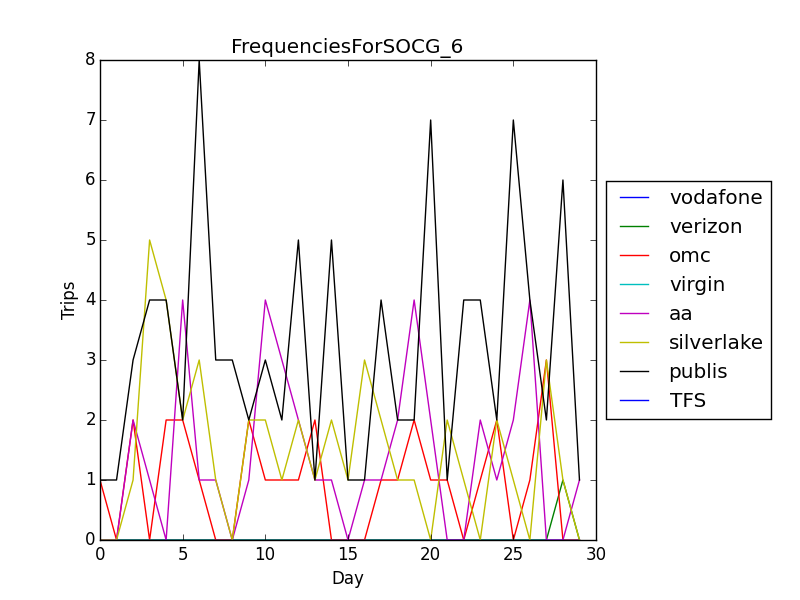 FrequenciesForSOCG_6
8
7
6
5
4
3
2
1
0
Trips
0 5 10 15 20 25 30
Day
vodafone
verizon
omc
virgin
aa
silverlake
publis
TFS